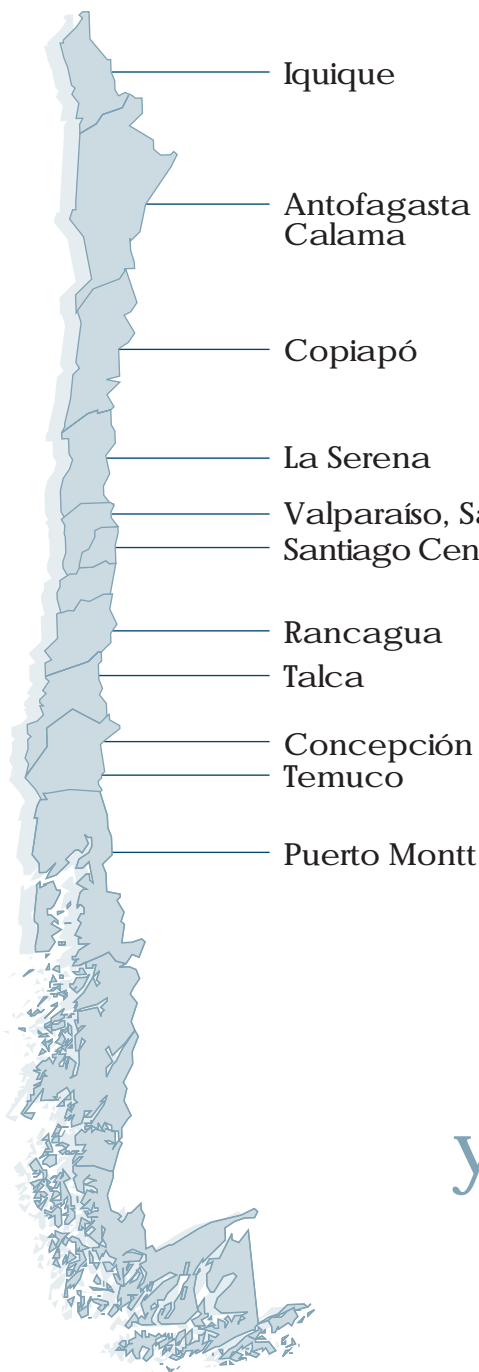 Iquique
Antofagasta
Calama
Copiapó
La Serena
Valparaíso, Sa
Santiago Cen
Rancagua
Talca
Concepción
Temuco
Puerto Montt
y